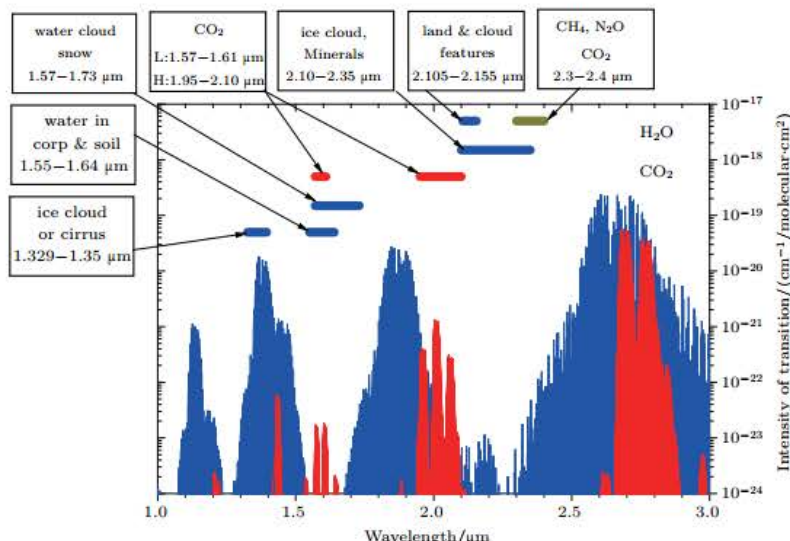 water cloud
snow
1.57−1.73 µm
CO₂
L:1.57−1.61 µm
H:1.95−2.10 µm
ice cloud,
Minerals
2.10−2.35 µm
land & cloud
features
2.105−2.155 µm
CH₄, N₂O
CO₂
2.3−2.4 µm
water in
corp & soil
1.55−1.64 µm
ice cloud
or cirrus
1.329−1.35 µm
H₂O
CO₂
10⁻¹⁷
10⁻¹⁸
10⁻¹⁹
10⁻²⁰
10⁻²¹
10⁻²²
10⁻²³
10⁻²⁴
Intensity of transition/(cm⁻¹/molecular·cm²)
1.0
1.5
2.0
2.5
3.0
Wavelength/µm